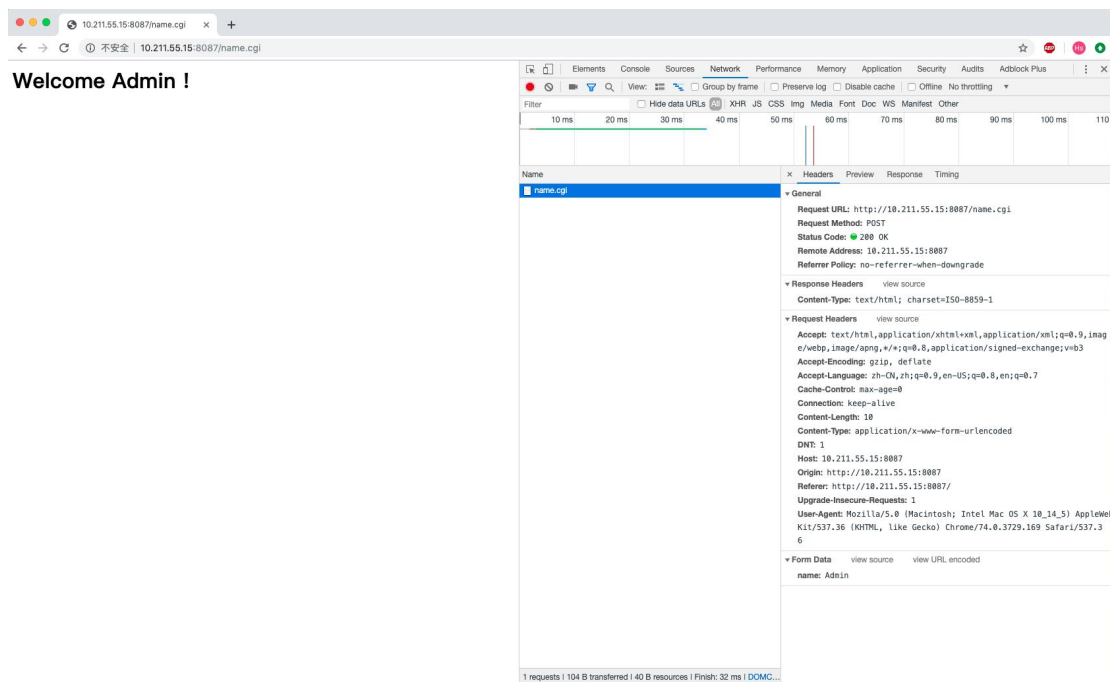 10.211.55.15:8087/name.cgi
不安全 | 10.211.55.15:8087/name.cgi
ABP
Hs
Welcome Admin !
Elements Console Sources Network Performance Memory Application Security Audits Adblock Plus
View: Group by frame Preserve log Disable cache Offline No throttling
Filter Hide data URLs All XHR JS CSS Img Media Font Doc WS Manifest Other
10 ms 20 ms 30 ms 40 ms 50 ms 60 ms 70 ms 80 ms 90 ms 100 ms 110
Name
name.cgi
Headers Preview Response Timing
General
Request URL: http://10.211.55.15:8087/name.cgi
Request Method: POST
Status Code: 200 OK
Remote Address: 10.211.55.15:8087
Referrer Policy: no-referrer-when-downgrade
Response Headers view source
Content-Type: text/html; charset=ISO-8859-1
Request Headers view source
Accept: text/html,application/xhtml+xml,application/xml;q=0.9,imag
e/webp,image/apng,*/*;q=0.8,application/signed-exchange;v=b3
Accept-Encoding: gzip, deflate
Accept-Language: zh-CN,zh;q=0.9,en-US;q=0.8,en;q=0.7
Cache-Control: max-age=0
Connection: keep-alive
Content-Length: 10
Content-Type: application/x-www-form-urlencoded
DNT: 1
Host: 10.211.55.15:8087
Origin: http://10.211.55.15:8087
Referer: http://10.211.55.15:8087/
Upgrade-Insecure-Requests: 1
User-Agent: Mozilla/5.0 (Macintosh; Intel Mac OS X 10_14_5) AppleWeb
Kit/537.36 (KHTML, like Gecko) Chrome/74.0.3729.169 Safari/537.3
6
Form Data view source view URL encoded
name: Admin
1 requests | 104 B transferred | 40 B resources | Finish: 32 ms | DOMC...